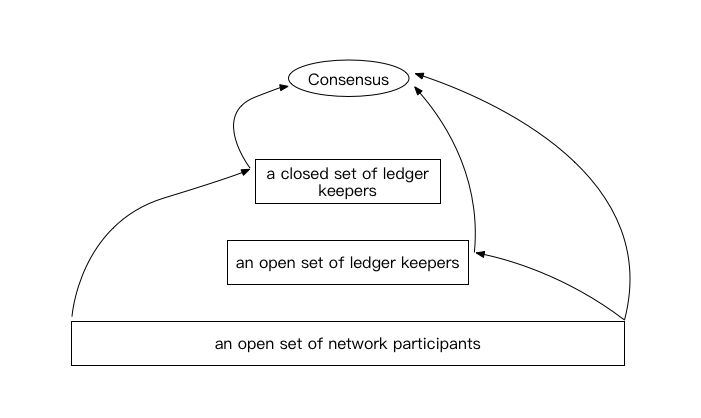 Consensus
a closed set of ledger
keepers
an open set of ledger keepers
an open set of network participants